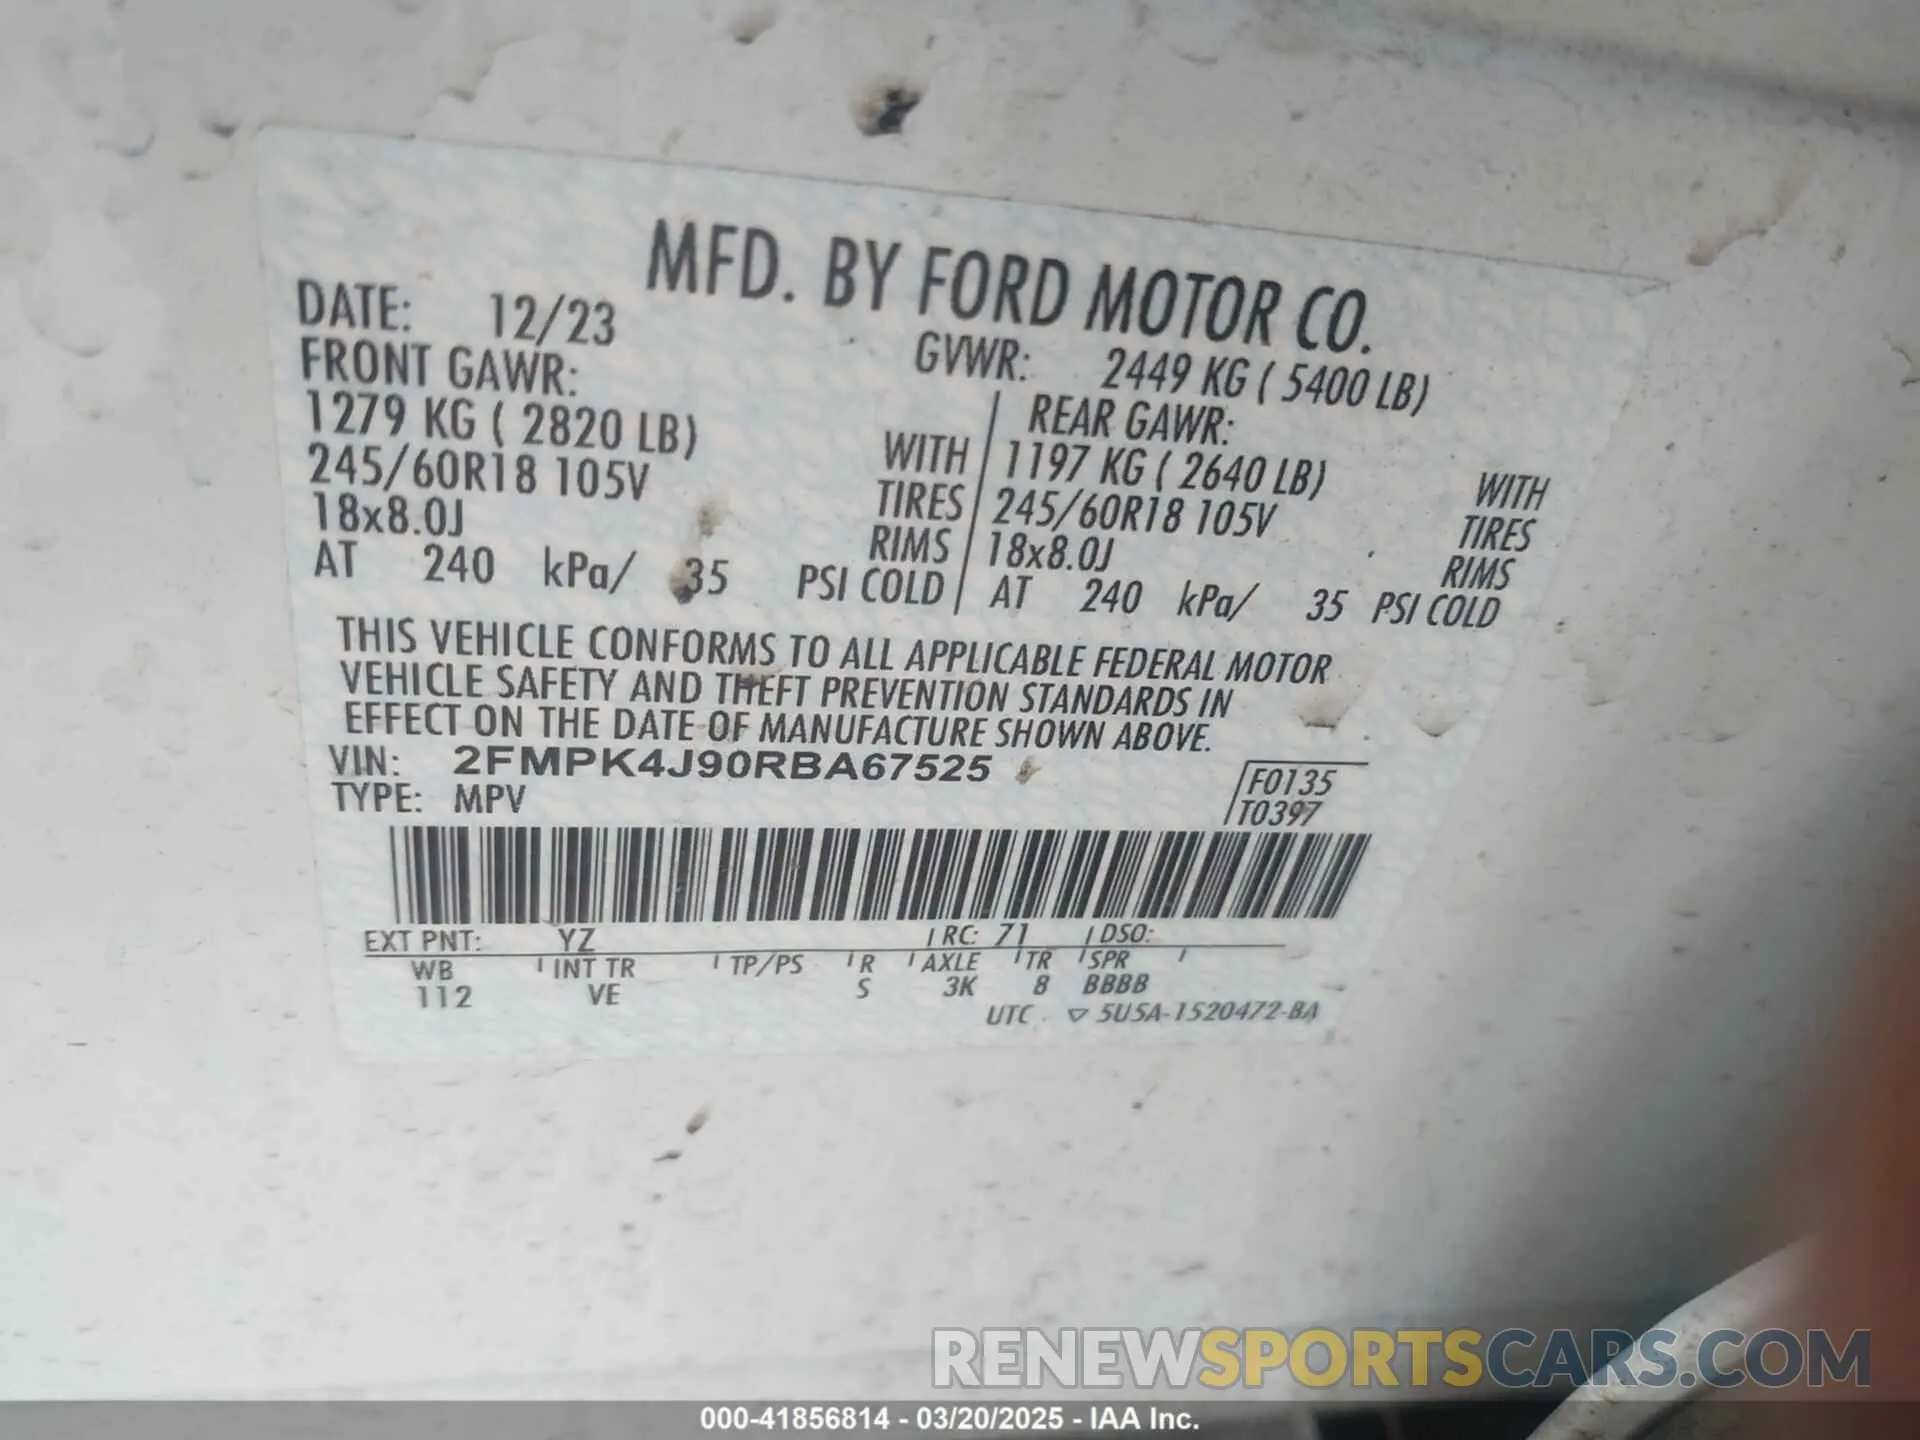 MFD. BY FORD MOTOR CO.
DATE: 12/23
GVWR: 2449 KG ( 5400 LB)
FRONT GAWR:
REAR GAWR:
1279 KG ( 2820 LB) WITH
1197 KG ( 2640 LB) WITH
245/60R18 105V TIRES
245/60R18 105V TIRES
18x8.0J RIMS
18x8.0J RIMS
AT 240 kPa/ 35 PSI COLD
AT 240 kPa/ 35 PSI COLD
THIS VEHICLE CONFORMS TO ALL APPLICABLE FEDERAL MOTOR
VEHICLE SAFETY AND THEFT PREVENTION STANDARDS IN
EFFECT ON THE DATE OF MANUFACTURE SHOWN ABOVE.
VIN: 2FMPK4J90RBA67525
TYPE: MPV
F0135
T0397
EXT PNT: YZ RC: 71 DSO:
WB INT TR TP/PS R AXLE TR SPR
112 VE S 3K 8 BBBB
UTC ▽ 5U5A-1520472-BA
RENEWSPORTSCARS.COM
000-41856814 - 03/20/2025 - IAA Inc.